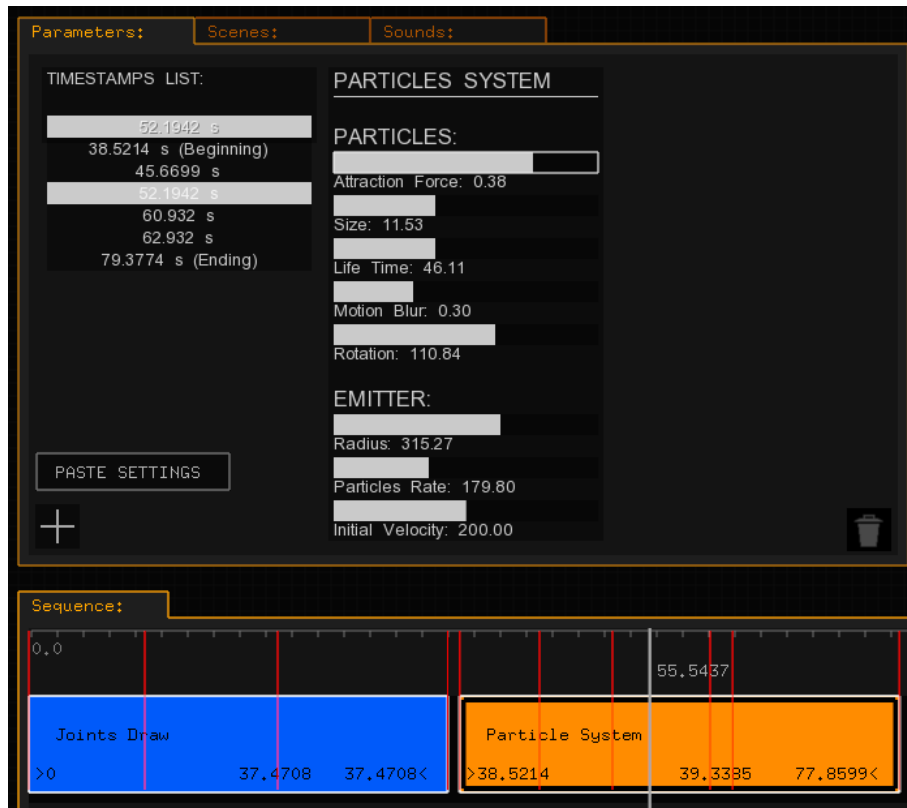 Parameters: Scenes: Sounds:
TIMESTAMPS LIST:
52.1942 s
38.5214 s (Beginning)
45.6699 s
52.1942 s
60.932 s
62.932 s
79.3774 s (Ending)
PASTE SETTINGS
PARTICLES SYSTEM
PARTICLES:
Attraction Force: 0.38
Size: 11.53
Life Time: 46.11
Motion Blur: 0.30
Rotation: 110.84
EMITTER:
Radius: 315.27
Particles Rate: 179.80
Initial Velocity: 200.00
Sequence:
0.0
55.5437
Joints Draw
>0 37.4708 37.4708<
Particle System
>38.5214 39.3385 77.8599<